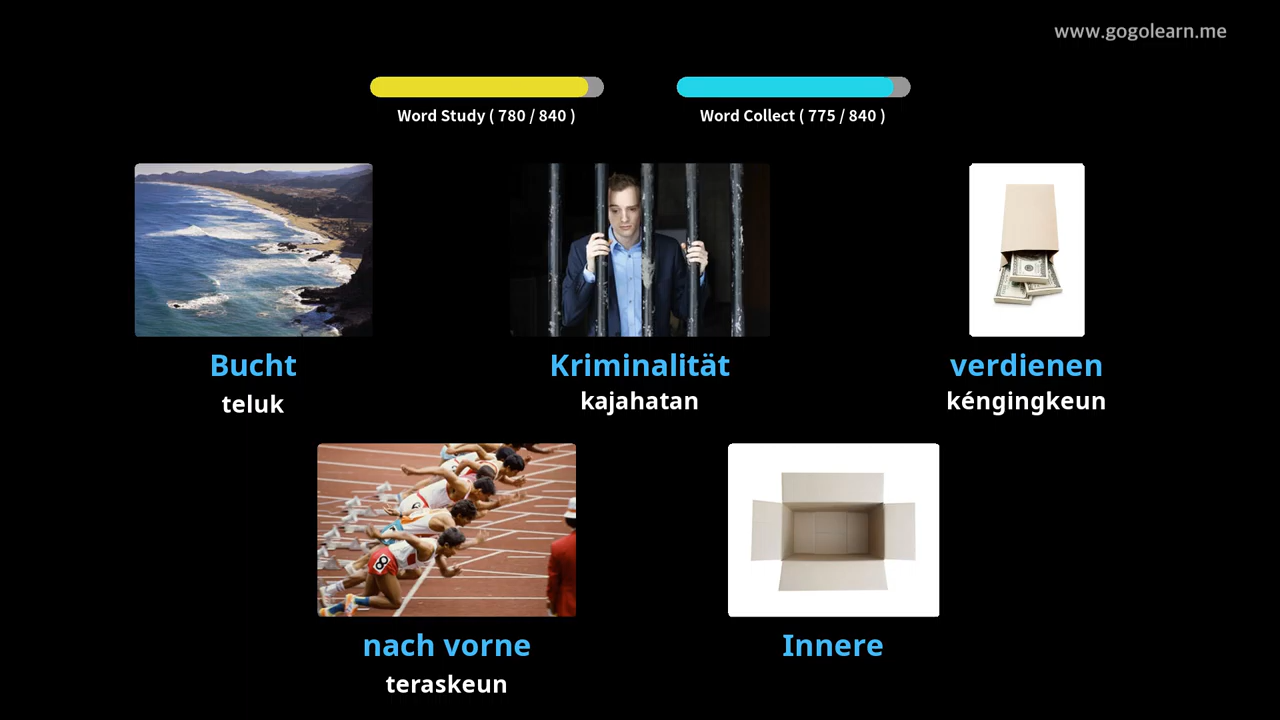 www.gogolearn.me
Word Study ( 780 / 840 )
Word Collect ( 775 / 840 )
Bucht
teluk
Kriminalität
kajahatan
verdienen
kéngingkeun
nach vorne
teraskeun
Innere
8